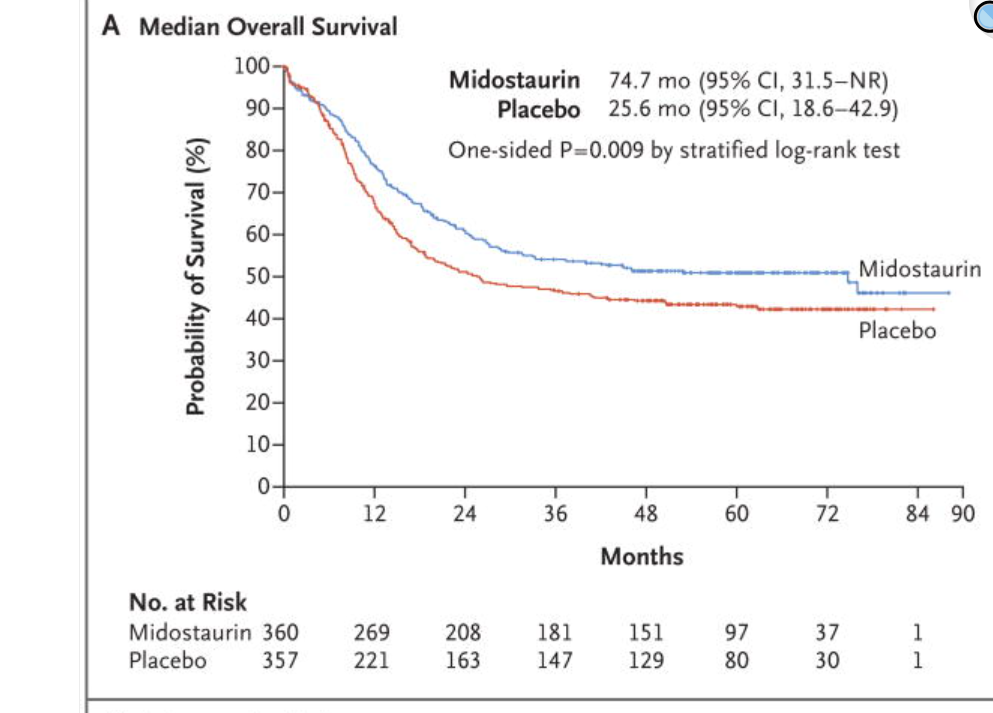 A Median Overall Survival
Midostaurin 74.7 mo (95% CI, 31.5–NR)
Placebo 25.6 mo (95% CI, 18.6–42.9)
One-sided P=0.009 by stratified log-rank test
Probability of Survival (%)
100
90
80
70
60
50
40
30
20
10
0
Midostaurin
Placebo
0 12 24 36 48 60 72 84 90
Months
No. at Risk
Midostaurin 360 269 208 181 151 97 37 1
Placebo 357 221 163 147 129 80 30 1